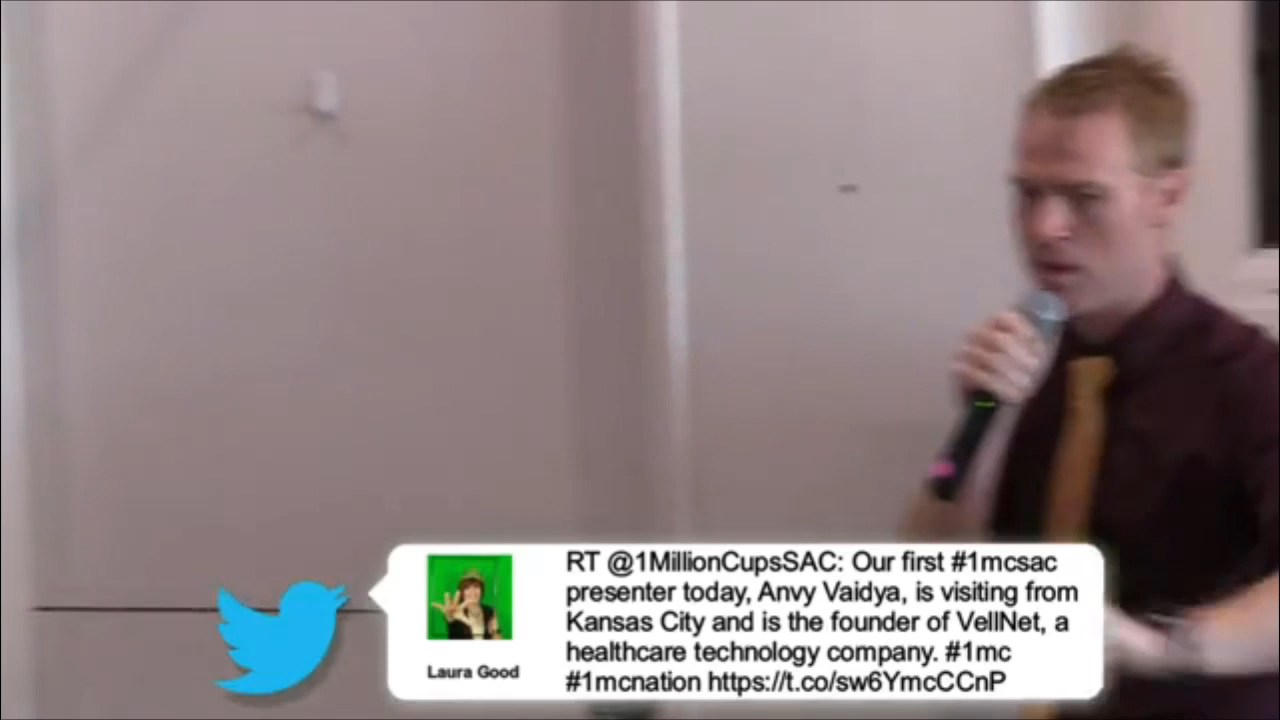 RT @1MillionCupsSAC: Our first #1mcsac
presenter today, Anvy Vaidya, is visiting from
Kansas City and is the founder of VellNet, a
healthcare technology company. #1mc
#1mcnation https://t.co/sw6YmcCCnP
Laura Good